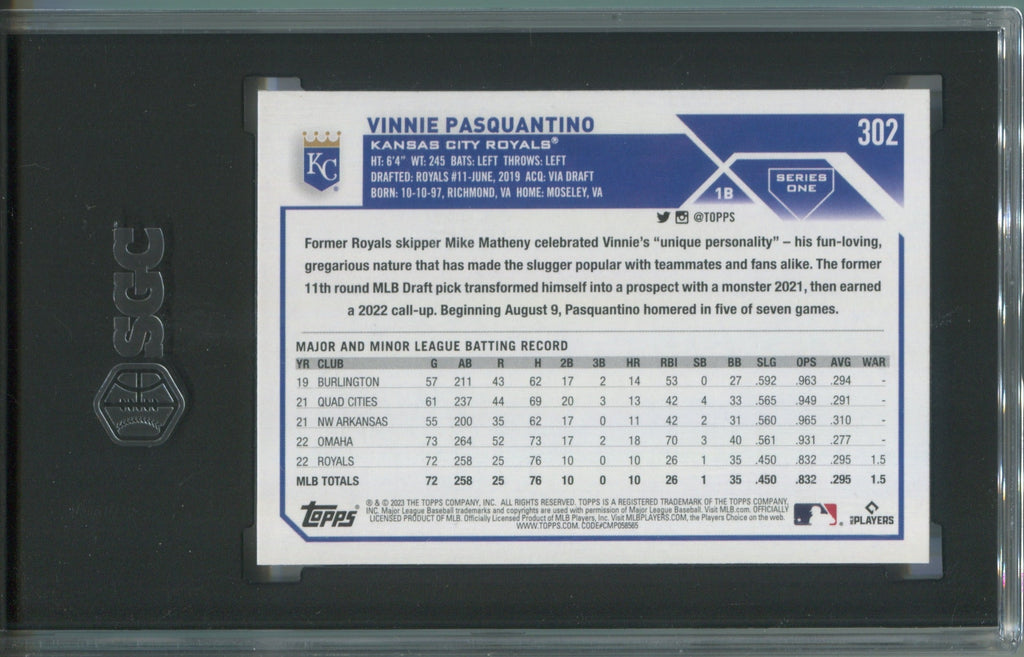 SGC
VINNIE PASQUANTINO
302
KANSAS CITY ROYALS®
KC
HT: 6'4" WT: 245 BATS: LEFT THROWS: LEFT
DRAFTED: ROYALS #11-JUNE, 2019 ACQ: VIA DRAFT
BORN: 10-10-97, RICHMOND, VA HOME: MOSELEY, VA
1B
SERIES
ONE
@TOPPS
Former Royals skipper Mike Matheny celebrated Vinnie's "unique personality" – his fun-loving,
gregarious nature that has made the slugger popular with teammates and fans alike. The former
11th round MLB Draft pick transformed himself into a prospect with a monster 2021, then earned
a 2022 call-up. Beginning August 9, Pasquantino homered in five of seven games.
MAJOR AND MINOR LEAGUE BATTING RECORD
YR CLUB G AB R H 2B 3B HR RBI SB BB SLG OPS AVG WAR
19 BURLINGTON 57 211 43 62 17 2 14 53 0 27 .592 .963 .294 -
21 QUAD CITIES 61 237 44 69 20 3 13 42 4 33 .565 .949 .291 -
21 NW ARKANSAS 55 200 35 62 17 0 11 42 2 31 .560 .965 .310 -
22 OMAHA 73 264 52 73 17 2 18 70 3 40 .561 .931 .277 -
22 ROYALS 72 258 25 76 10 0 10 26 1 35 .450 .832 .295 1.5
MLB TOTALS 72 258 25 76 10 0 10 26 1 35 .450 .832 .295 1.5
Topps®
® & © 2023 THE TOPPS COMPANY, INC. ALL RIGHTS RESERVED. TOPPS IS A REGISTERED TRADEMARK OF THE TOPPS COMPANY,
INC. Major League Baseball trademarks and copyrights are used with permission of Major League Baseball. Visit MLB.com. OFFICIALLY
LICENSED PRODUCT OF MLB. Officially Licensed Product of MLB Players, Inc. Visit MLBPLAYERS.COM, the Players Choice on the web.
WWW.TOPPS.COM. CODE#CMP058565
PLAYERS